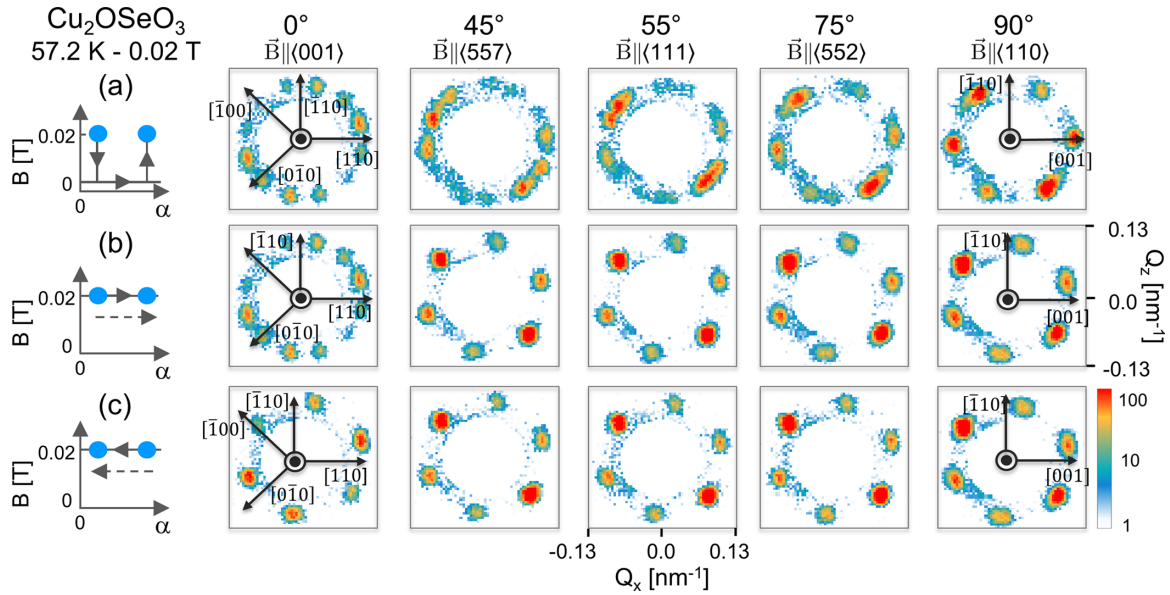 Cu₂OSeO₃ 0° 45° 55° 75° 90°
57.2 K - 0.02 T B⃗||⟨001⟩ B⃗||⟨557⟩ B⃗||⟨111⟩ B⃗||⟨552⟩ B⃗||⟨110⟩
(a)
B [T]
0.02
0
0 α
[1̅00] [1̅10]
[110]
[01̅0]
[1̅10]
[001]
(b)
B [T]
0.02
0
0 α
[1̅10]
[110]
[01̅0]
[1̅10]
[001]
0.13
0.0
-0.13
Q_z [nm⁻¹]
(c)
B [T]
0.02
0
0 α
[1̅10]
[1̅00]
[110]
[01̅0]
[1̅10]
[001]
100
10
1
-0.13 0.0 0.13
Qₓ [nm⁻¹]